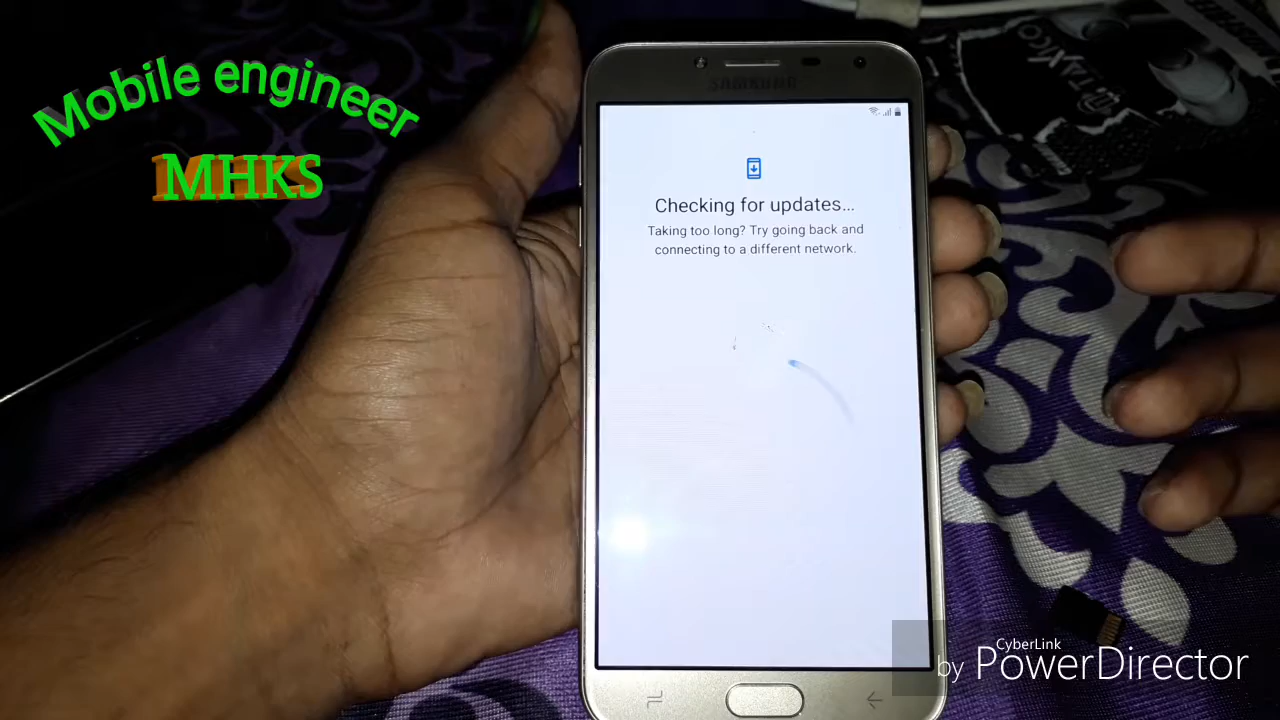 Mobile engineer
MHKS
SAMSUNG
Checking for updates...
Taking too long? Try going back and
connecting to a different network.
CyberLink
by PowerDirector